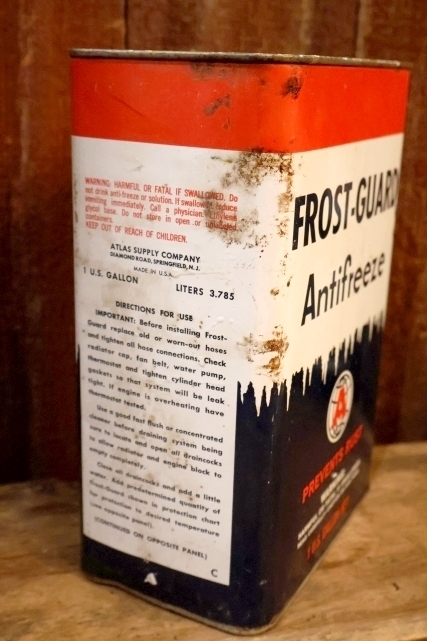 WARNING: HARMFUL OR FATAL IF SWALLOWED. Do
not drink anti-freeze or solution. If swallowed, induce
vomiting immediately. Call a physician. Ethylene
glycol base. Do not store in open or unlabeled
containers.
KEEP OUT OF REACH OF CHILDREN.
ATLAS SUPPLY COMPANY
DIAMOND ROAD, SPRINGFIELD, N. J.
MADE IN U.S.A.
1 U.S. GALLON LITERS 3.785
DIRECTIONS FOR USE
IMPORTANT: Before installing Frost-
Guard replace old or worn-out hoses
and tighten all hose connections. Check
radiator cap, fan belt, water pump,
thermostat and tighten cylinder head
gaskets so that system will be leak
tight. If engine is overheating have
thermostat tested.
Use a good fast flush or concentrated
cleaner before draining system being
sure to locate and open all draincocks
to allow radiator and engine block to
empty completely.
Close all draincocks and add a little
water. Add predetermined quantity of
Frost-Guard shown in protection chart
for protection to desired temperature
(see opposite panel).
(CONTINUED ON OPPOSITE PANEL)
A
C
FROST-GUARD
Antifreeze
A
PREVENTS RUST